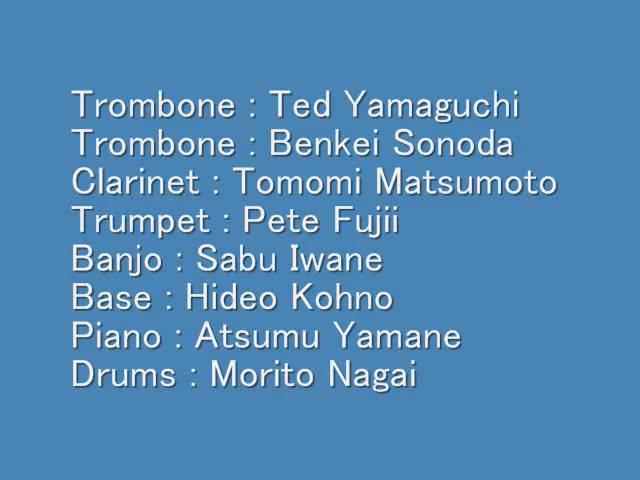 Trombone : Ted Yamaguchi
Trombone : Benkei Sonoda
Clarinet : Tomomi Matsumoto
Trumpet : Pete Fujii
Banjo : Sabu Iwane
Base : Hideo Kohno
Piano : Atsumu Yamane
Drums : Morito Nagai